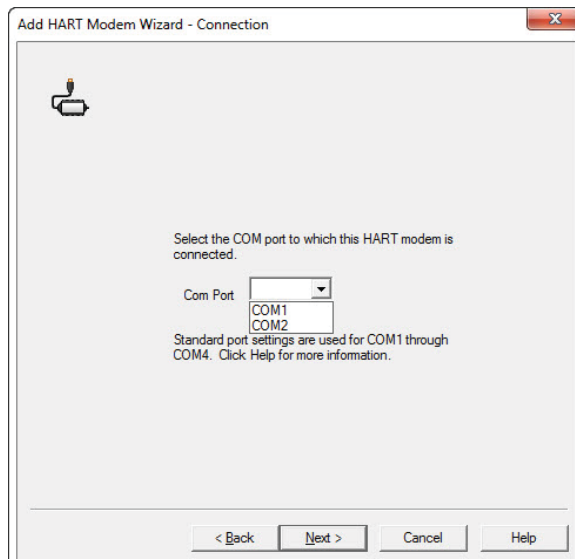 Add HART Modem Wizard - Connection
Select the COM port to which this HART modem is
connected.
Com Port
COM1
COM2
Standard port settings are used for COM1 through
COM4. Click Help for more information.
< Back Next > Cancel Help